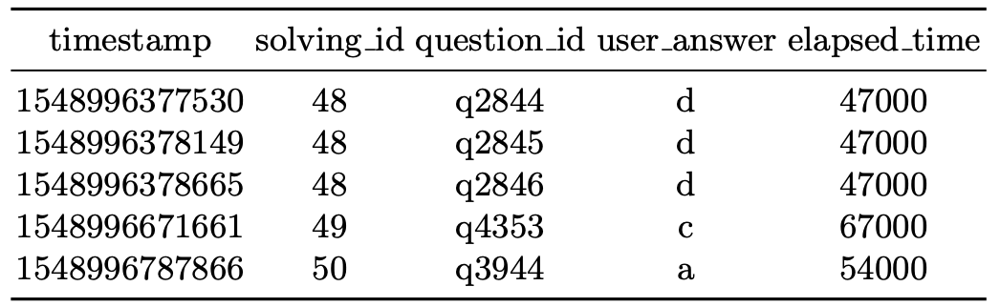 timestamp solving_id question_id user_answer elapsed_time
1548996377530 48 q2844 d 47000
1548996378149 48 q2845 d 47000
1548996378665 48 q2846 d 47000
1548996671661 49 q4353 c 67000
1548996787866 50 q3944 a 54000